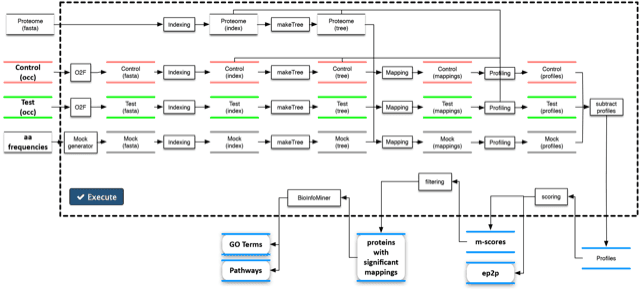 Proteome
(fasta)
Indexing
Proteome
(index)
makeTree
Proteome
(tree)
Control
(occ)
O2F
Control
(fasta)
Indexing
Control
(index)
makeTree
Control
(tree)
Mapping
Control
(mappings)
Profiling
Control
(profiles)
Test
(occ)
O2F
Test
(fasta)
Indexing
Test
(index)
makeTree
Test
(tree)
Mapping
Test
(mappings)
Profiling
Test
(profiles)
subtract
profiles
aa
frequencies
Mock
generator
Mock
(fasta)
Indexing
Mock
(index)
makeTree
Mock
(tree)
Mapping
Mock
(mappings)
Profiling
Mock
(profiles)
Execute
BioInfoMiner
filtering
scoring
GO Terms
Pathways
proteins
with
significant
mappings
m-scores
ep2p
Profiles